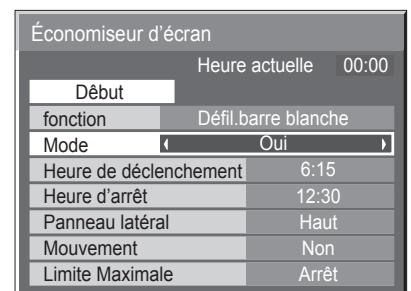 Économiseur d'écran
Heure actuelle 00:00
Dêbut
fonction Défil.barre blanche
Mode Oui
Heure de déclenchement 6:15
Heure d'arrêt 12:30
Panneau latéral Haut
Mouvement Non
Limite Maximale Arrêt